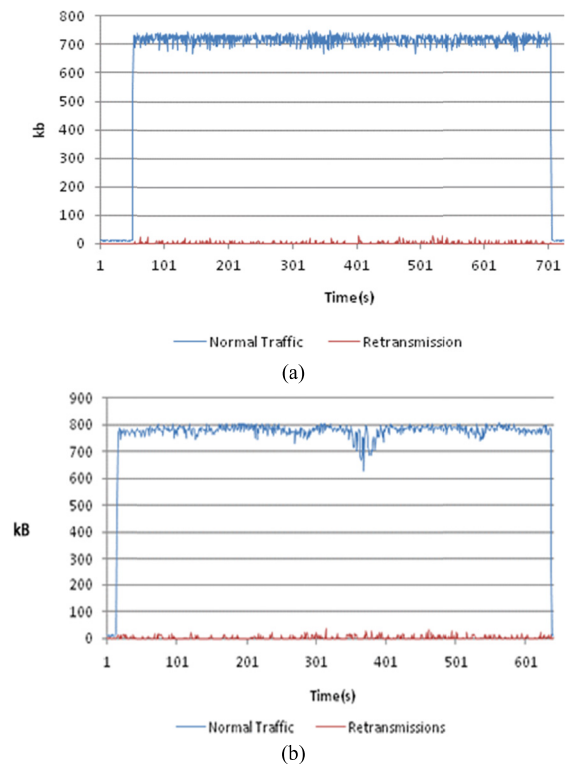 800
700
600
500
400
300
200
100
0
kb
1 101 201 301 401 501 601 701
Time(s)
Normal Traffic Retransmission
(a)
900
800
700
600
500
400
300
200
100
0
kB
1 101 201 301 401 501 601
Time(s)
Normal Traffic Retransmissions
(b)